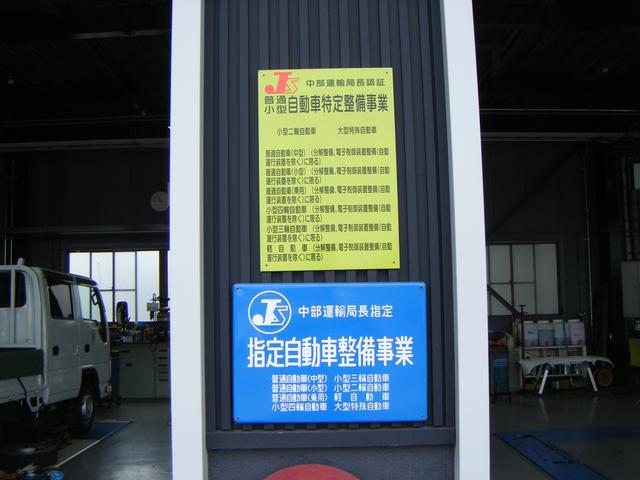 JS 中部運輸局長認証
普通
小型 自動車特定整備事業
小型二輪自動車 大型特殊自動車
普通自動車(中型) (分解整備、電子制御装置整備(自動
運行装置を除く)に限る)
普通自動車(小型) (分解整備、電子制御装置整備(自動
運行装置を除く)に限る)
普通自動車(乗用) (分解整備、電子制御装置整備(自動
運行装置を除く)に限る)
小型四輪自動車 (分解整備、電子制御装置整備(自動
運行装置を除く)に限る)
小型三輪自動車 (分解整備、電子制御装置整備(自動
運行装置を除く)に限る)
軽自動車 (分解整備、電子制御装置整備(自動
運行装置を除く)に限る)
JS 中部運輸局長指定
指定自動車整備事業
普通自動車(中型) 小型三輪自動車
普通自動車(小型) 小型二輪自動車
普通自動車(乗用) 軽自動車
小型四輪自動車 大型特殊自動車